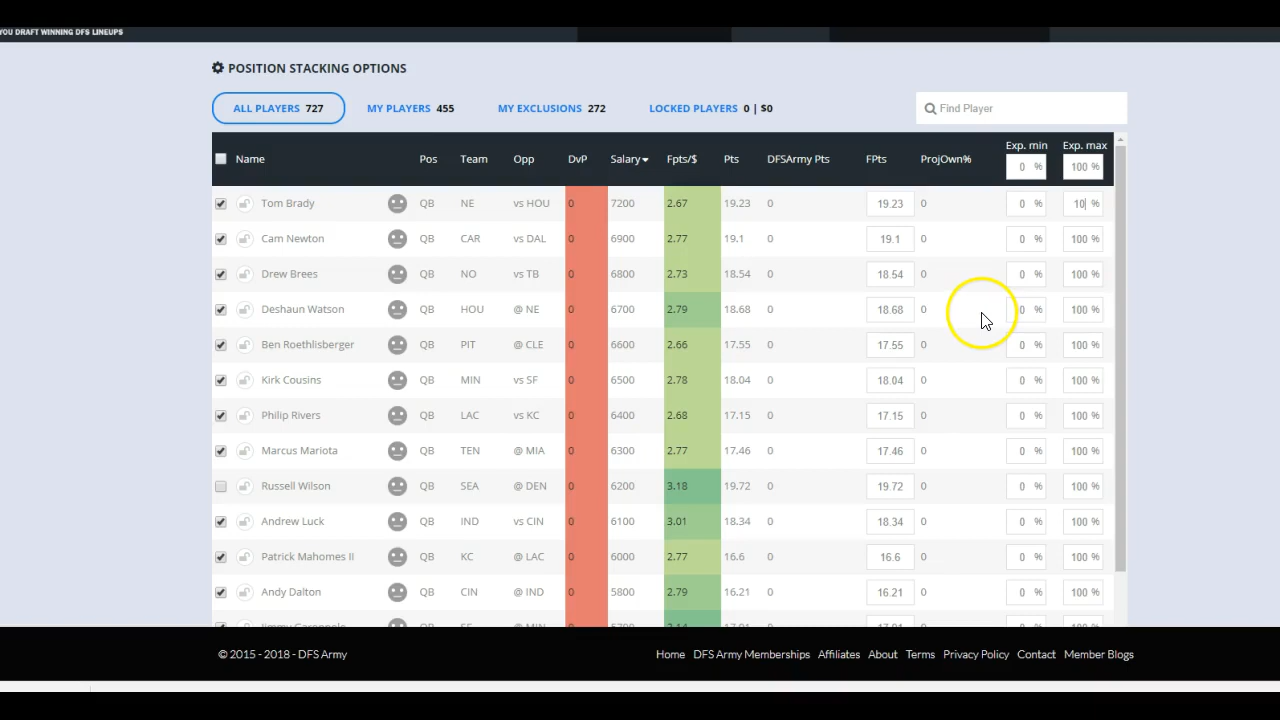 YOU DRAFT WINNING DFS LINEUPS
POSITION STACKING OPTIONS
ALL PLAYERS 727 MY PLAYERS 455 MY EXCLUSIONS 272 LOCKED PLAYERS 0 | $0 Find Player
Name Pos Team Opp DvP Salary Fpts/$ Pts DFSArmy Pts FPts ProjOwn% Exp. min Exp. max
0 % 100 %
Tom Brady QB NE vs HOU 0 7200 2.67 19.23 0 19.23 0 0 % 10 %
Cam Newton QB CAR vs DAL 0 6900 2.77 19.1 0 19.1 0 0 % 100 %
Drew Brees QB NO vs TB 0 6800 2.73 18.54 0 18.54 0 0 % 100 %
Deshaun Watson QB HOU @ NE 0 6700 2.79 18.68 0 18.68 0 0 % 100 %
Ben Roethlisberger QB PIT @ CLE 0 6600 2.66 17.55 0 17.55 0 0 % 100 %
Kirk Cousins QB MIN vs SF 0 6500 2.78 18.04 0 18.04 0 0 % 100 %
Philip Rivers QB LAC vs KC 0 6400 2.68 17.15 0 17.15 0 0 % 100 %
Marcus Mariota QB TEN @ MIA 0 6300 2.77 17.46 0 17.46 0 0 % 100 %
Russell Wilson QB SEA @ DEN 0 6200 3.18 19.72 0 19.72 0 0 % 100 %
Andrew Luck QB IND vs CIN 0 6100 3.01 18.34 0 18.34 0 0 % 100 %
Patrick Mahomes II QB KC @ LAC 0 6000 2.77 16.6 0 16.6 0 0 % 100 %
Andy Dalton QB CIN @ IND 0 5800 2.79 16.21 0 16.21 0 0 % 100 %
© 2015 - 2018 - DFS Army Home DFS Army Memberships Affiliates About Terms Privacy Policy Contact Member Blogs